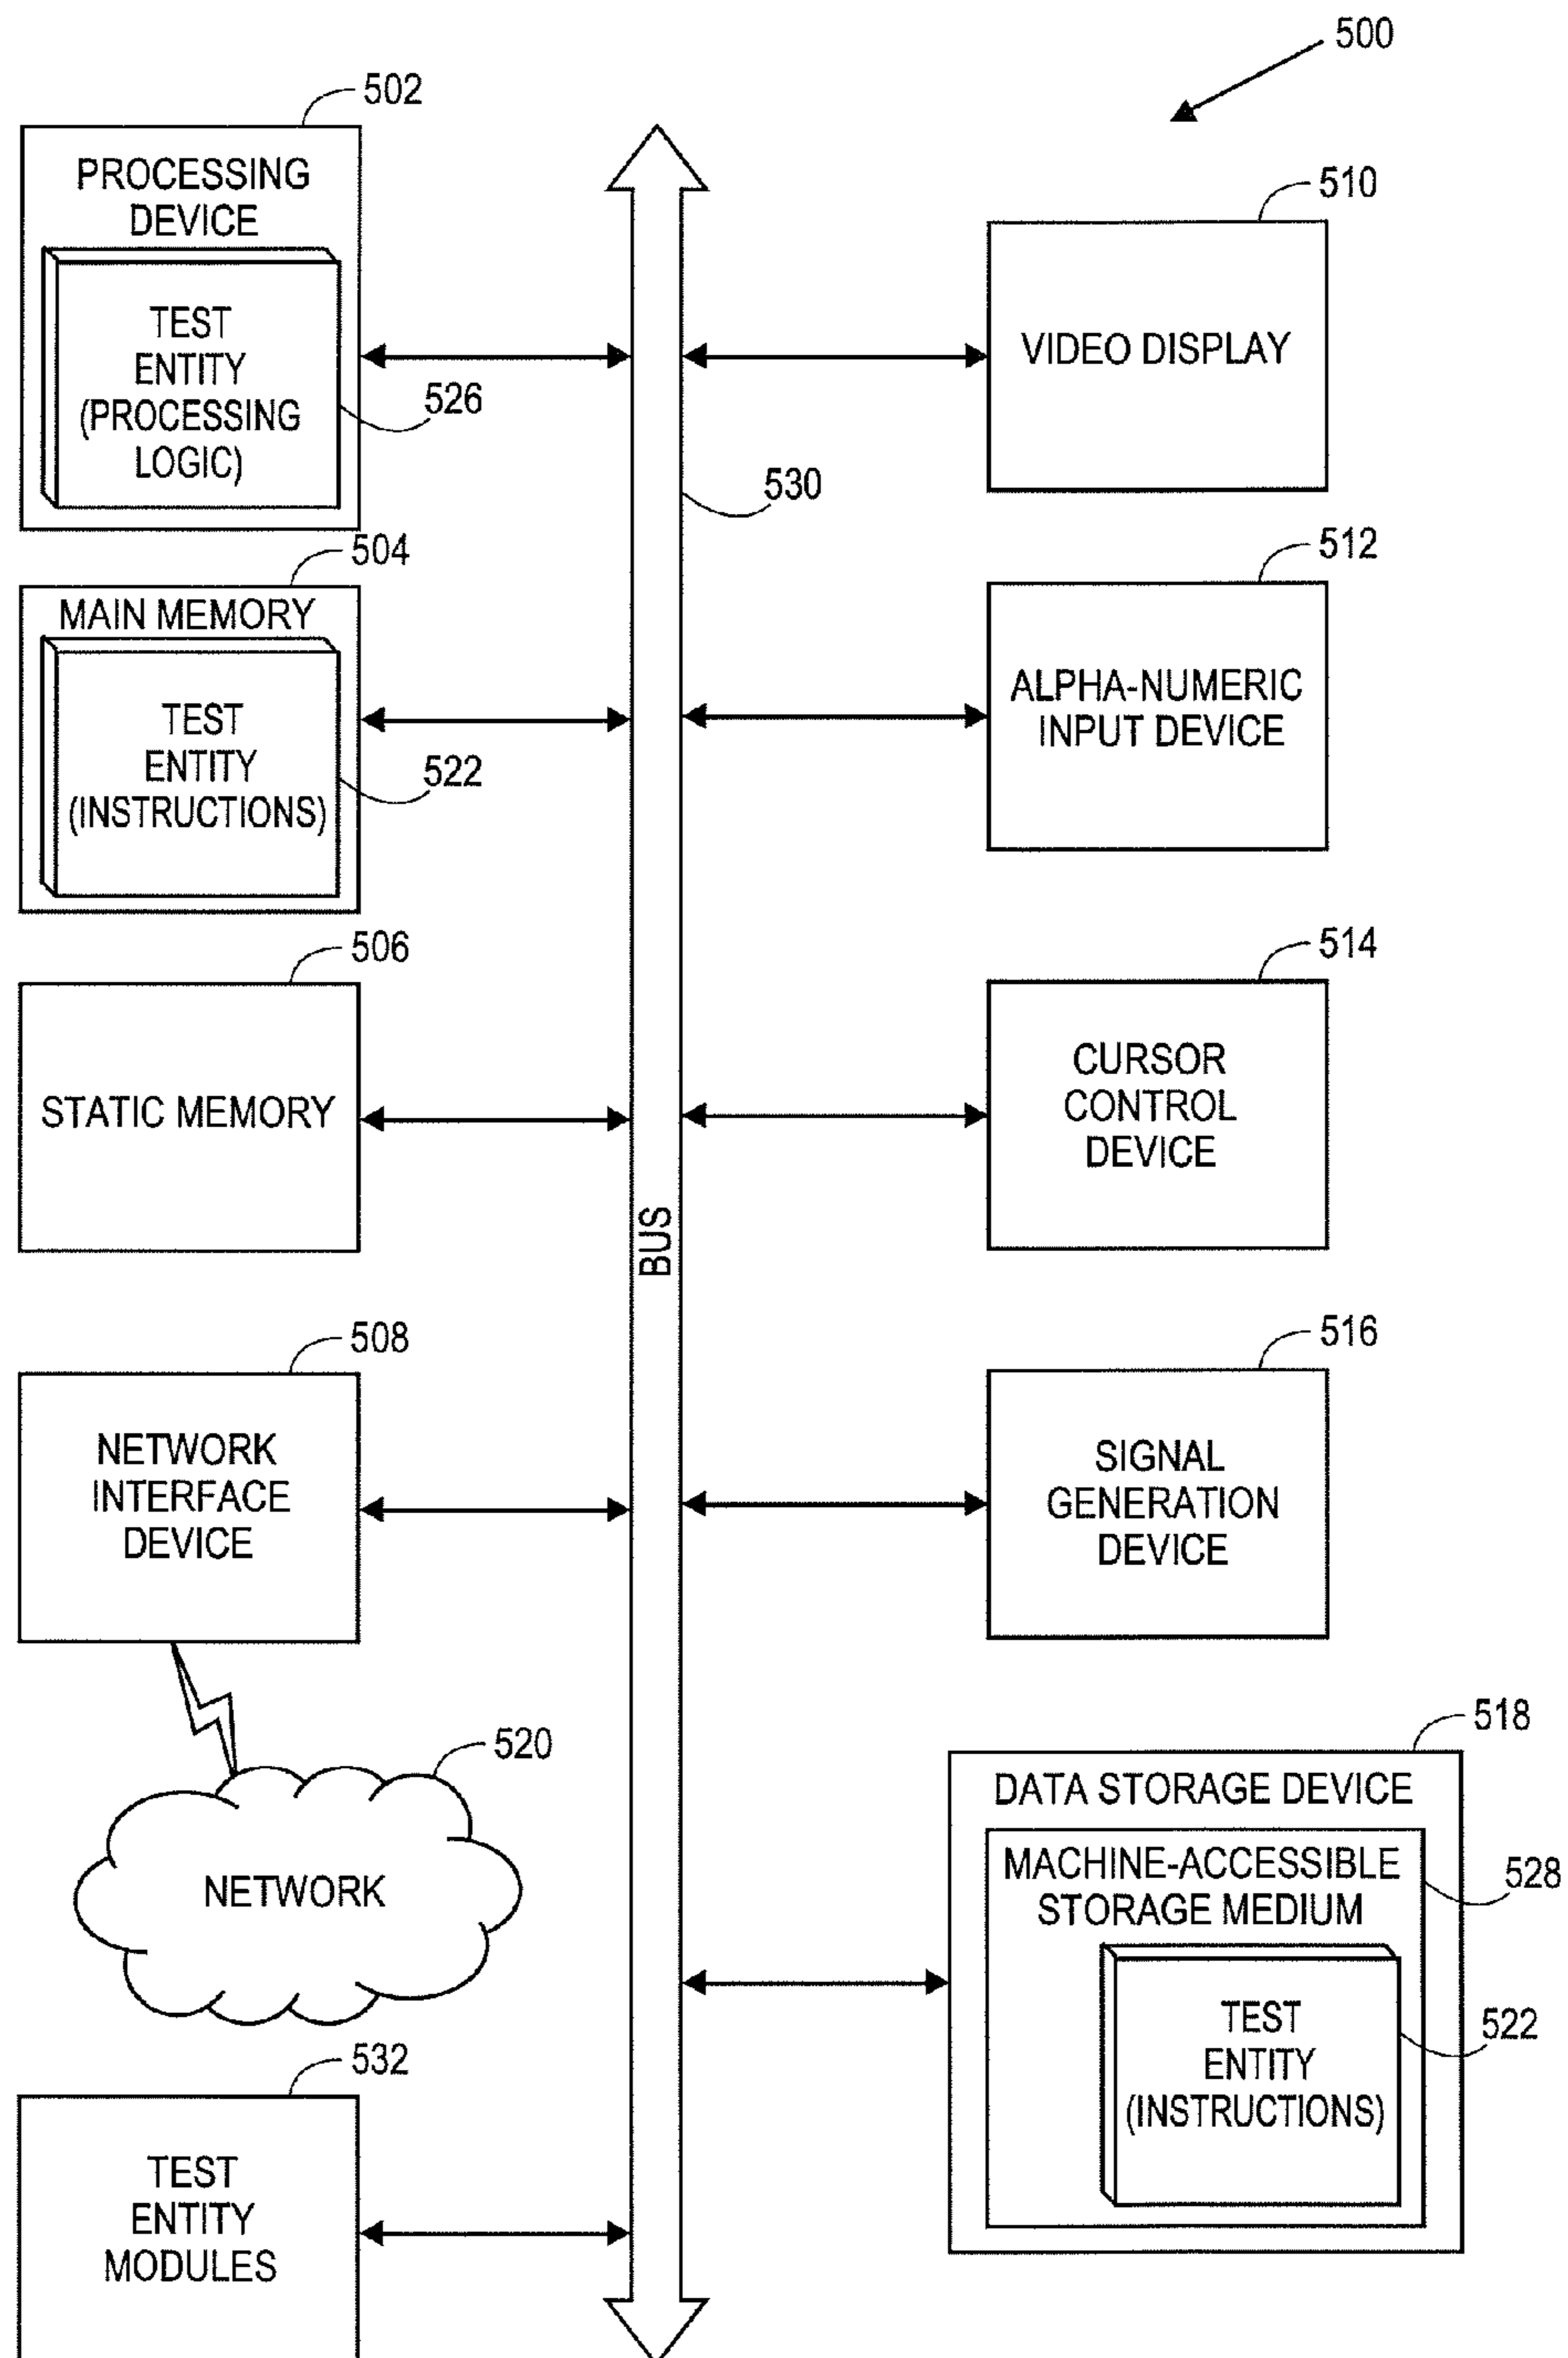 500
502
PROCESSING
DEVICE
TEST
ENTITY
(PROCESSING
LOGIC)
526
504
MAIN MEMORY
TEST
ENTITY
(INSTRUCTIONS)
522
506
STATIC MEMORY
508
NETWORK
INTERFACE
DEVICE
520
NETWORK
532
TEST
ENTITY
MODULES
530
BUS
510
VIDEO DISPLAY
512
ALPHA-NUMERIC
INPUT DEVICE
514
CURSOR
CONTROL
DEVICE
516
SIGNAL
GENERATION
DEVICE
518
DATA STORAGE DEVICE
MACHINE-ACCESSIBLE
STORAGE MEDIUM
528
TEST
ENTITY
(INSTRUCTIONS)
522